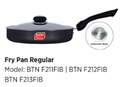 Fry Pan Regular
Model: BTN F211FIB | BTN F212FIB
BTN F213FIB